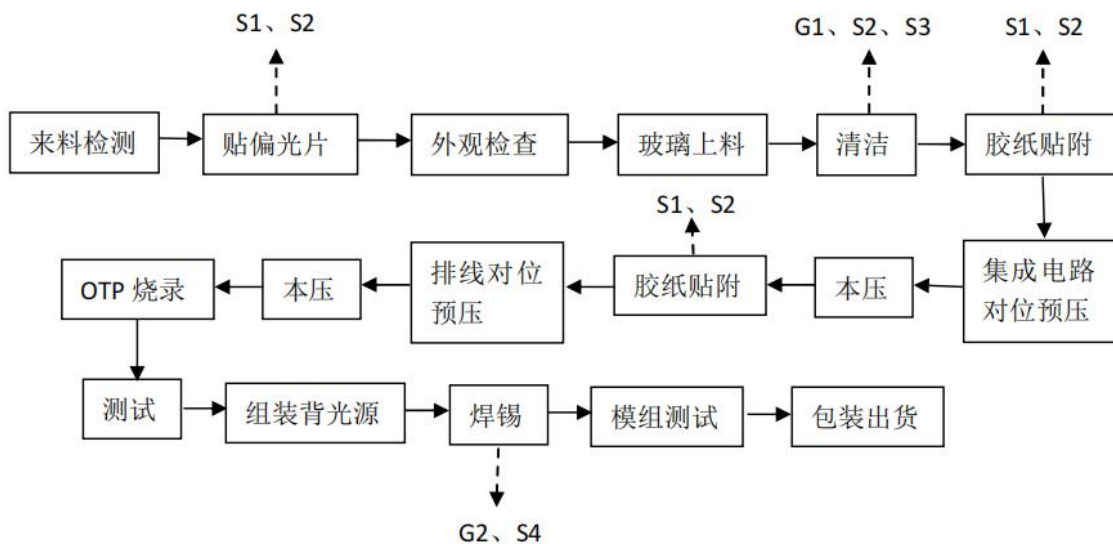 S1、S2
G1、S2、S3
S1、S2
来料检测
贴偏光片
外观检查
玻璃上料
清洁
胶纸贴附
S1、S2
OTP 烧录
本压
排线对位
预压
胶纸贴附
本压
集成电路
对位预压
测试
组装背光源
焊锡
模组测试
包装出货
G2、S4